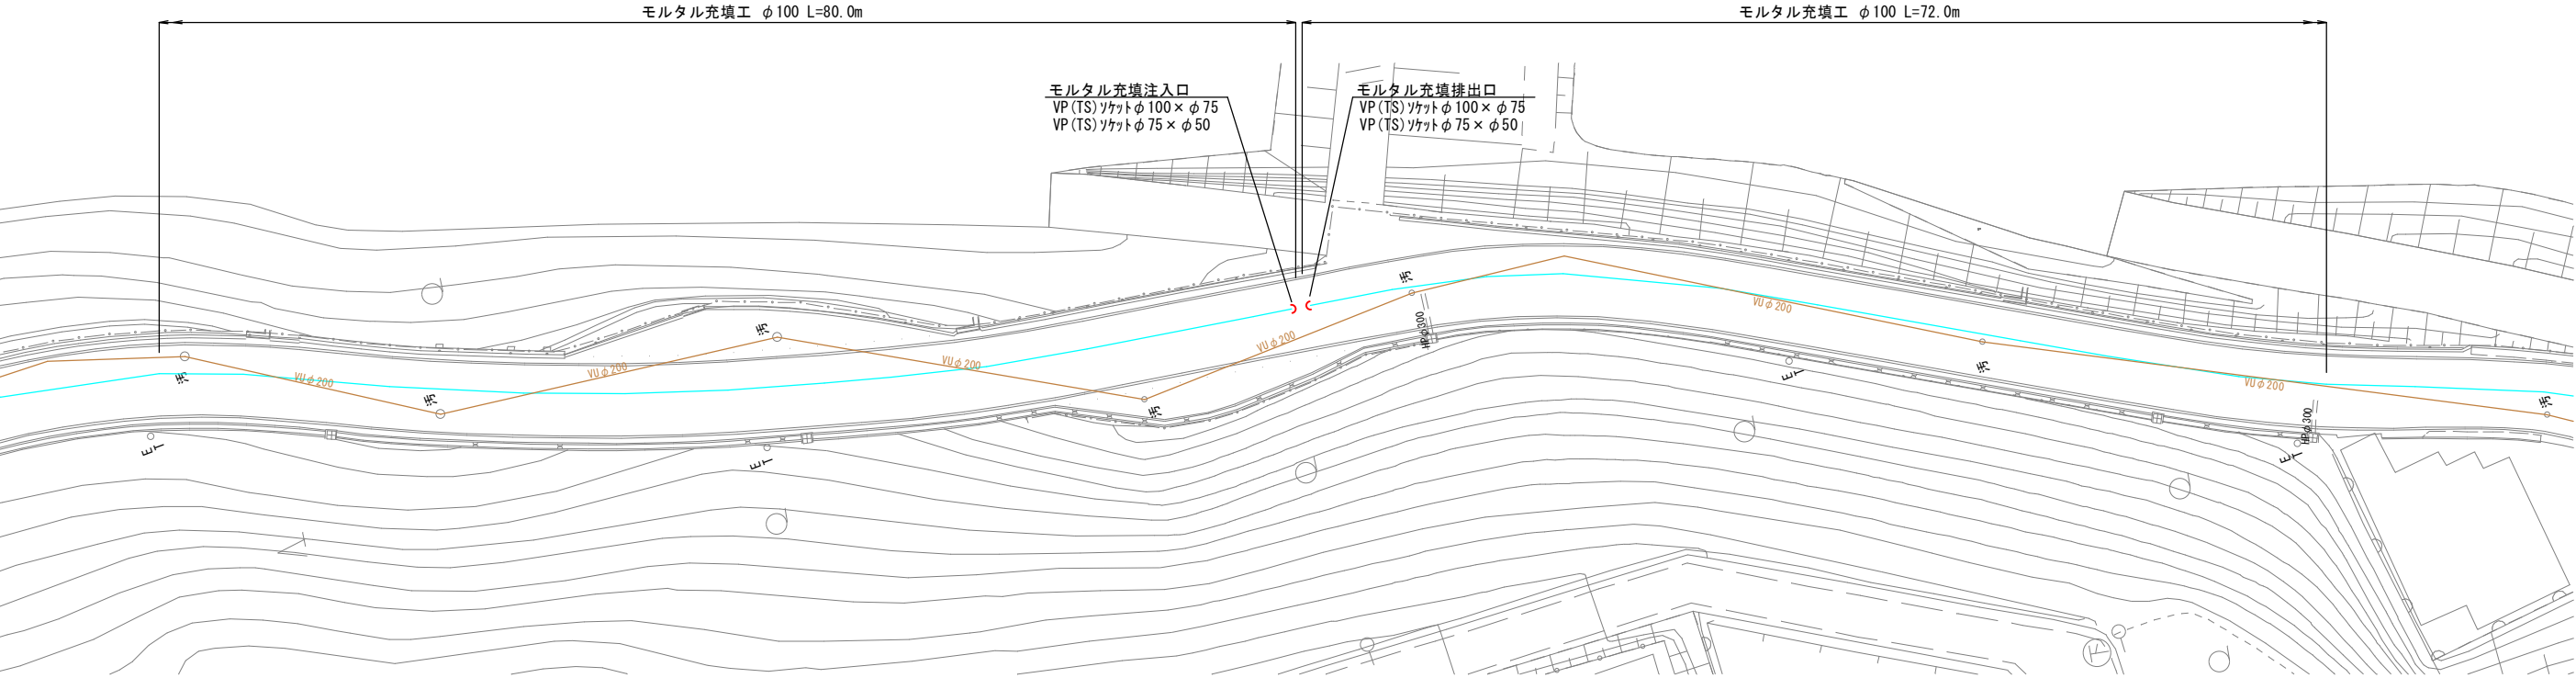 モルタル充填工 φ100 L=80.0m
モルタル充填工 φ100 L=72.0m
モルタル充填注入口
VP(TS)ソケットφ100×φ75
VP(TS)ソケットφ75×φ50
モルタル充填排出口
VP(TS)ソケットφ100×φ75
VP(TS)ソケットφ75×φ50
汚
VUφ200
汚
VUφ200
汚
VUφ200
汚
VUφ200
汚
HPφ300
VUφ200
汚
VUφ200
汚
HPφ300
E
T
E
T
E
T
E
T